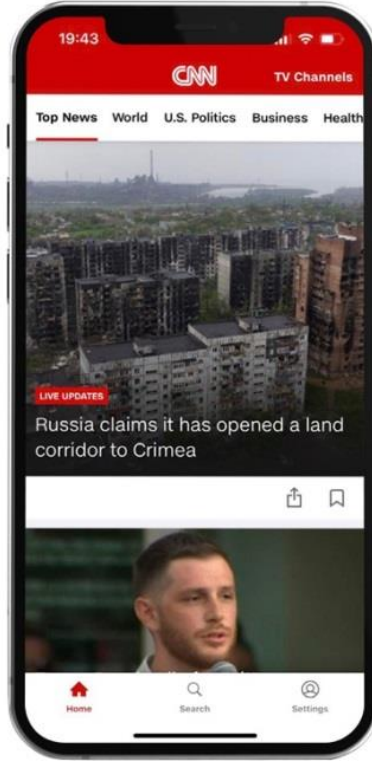 19:43
CNN
TV Channels
Top News World U.S. Politics Business Health
LIVE UPDATES
Russia claims it has opened a land
corridor to Crimea
Home Search Settings